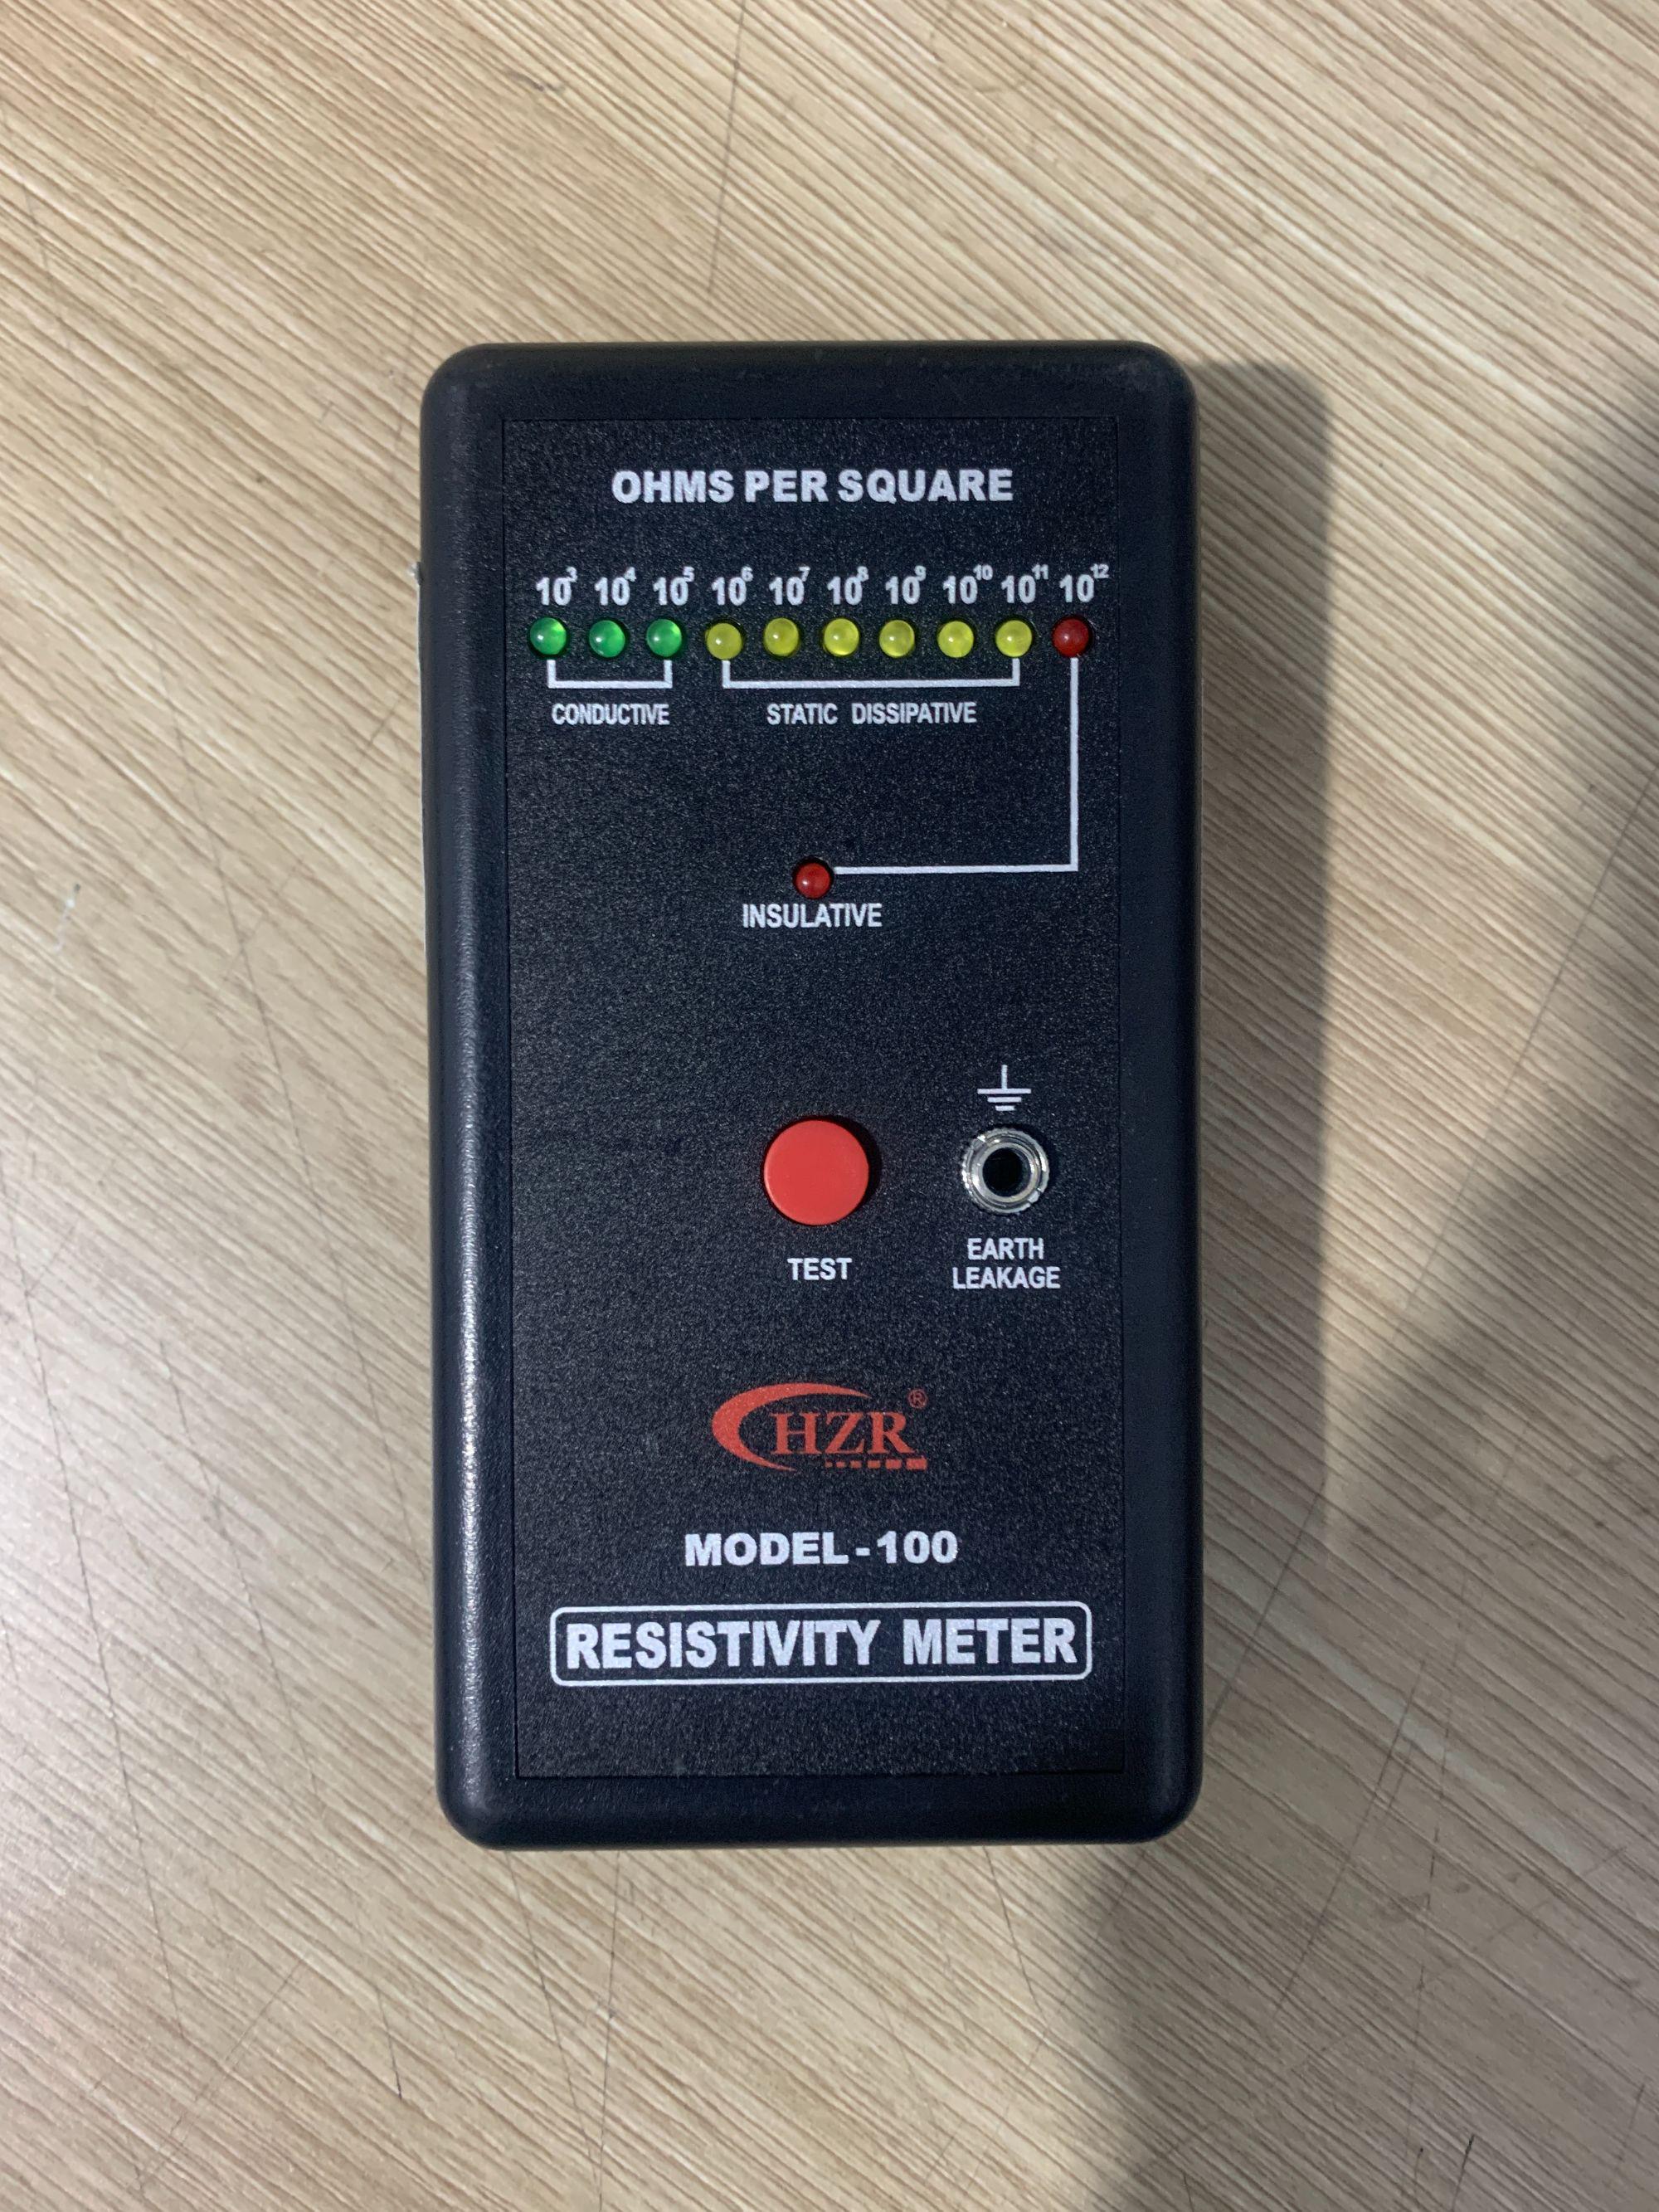 OHMS PER SQUARE
10³ 10⁴ 10⁵ 10⁶ 10⁷ 10⁸ 10⁹ 10¹⁰ 10¹¹ 10¹²
CONDUCTIVE STATIC DISSIPATIVE
INSULATIVE
TEST
EARTH
LEAKAGE
HZR®
MODEL-100
RESISTIVITY METER